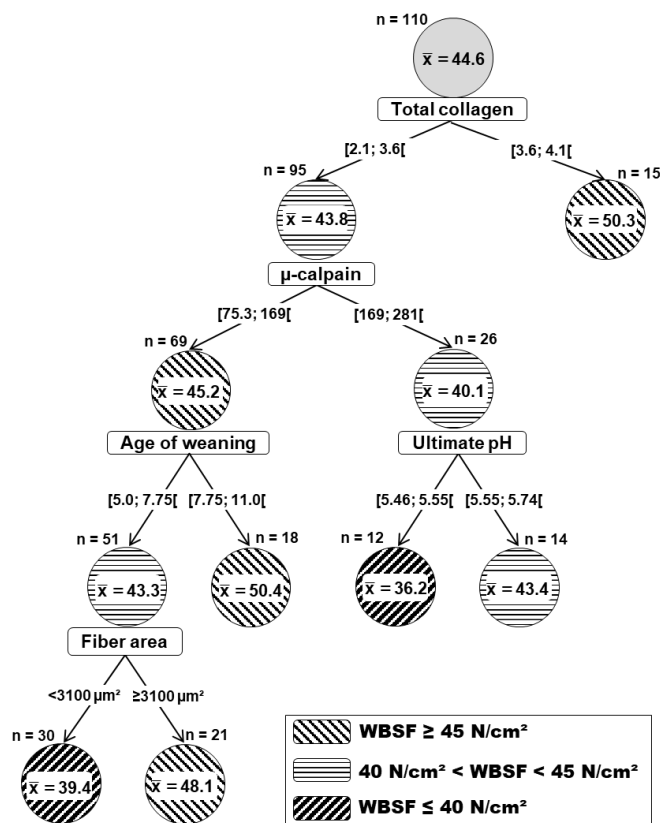 n = 110
x̄ = 44.6
Total collagen
[2.1; 3.6[
[3.6; 4.1[
n = 95
n = 15
x̄ = 43.8
x̄ = 50.3
µ-calpain
[75.3; 169[
[169; 281[
n = 69
n = 26
x̄ = 45.2
x̄ = 40.1
Age of weaning
Ultimate pH
[5.0; 7.75[
[7.75; 11.0[
[5.46; 5.55[
[5.55; 5.74[
n = 51
n = 18
n = 12
n = 14
x̄ = 43.3
x̄ = 50.4
x̄ = 36.2
x̄ = 43.4
Fiber area
<3100 µm²
≥3100 µm²
n = 30
n = 21
x̄ = 39.4
x̄ = 48.1
WBSF ≥ 45 N/cm²
40 N/cm² < WBSF < 45 N/cm²
WBSF ≤ 40 N/cm²